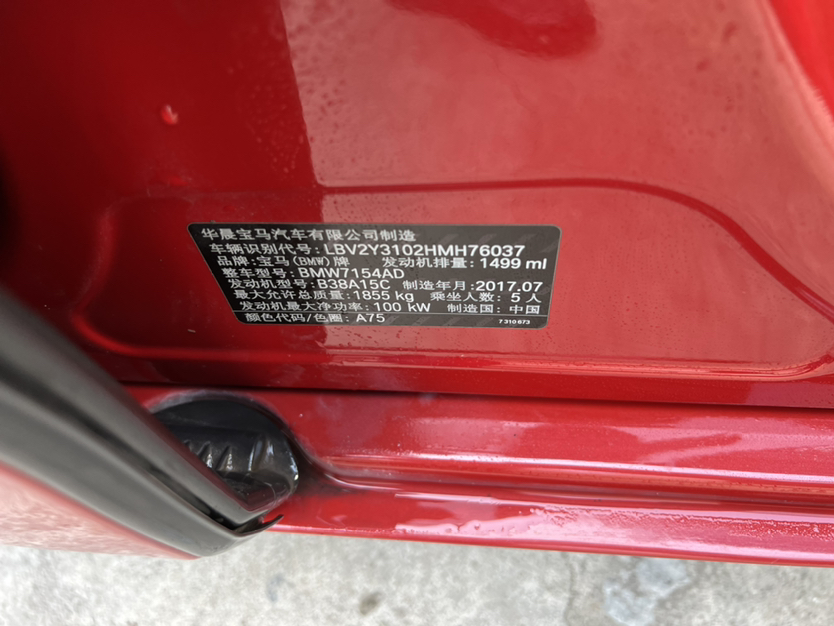 华晨宝马汽车有限公司制造
车辆识别代号:LBV2Y3102HMH76037
品牌:宝马(BMW)牌 发动机排量:1499 ml
整车型号:BMW7154AD
发动机型号:B38A15C 制造年月:2017.07
最大允许总质量:1855 kg 乘坐人数:5 人
发动机最大净功率:100 kW 制造国:中国
颜色代码/色圈:A75 7 310 673